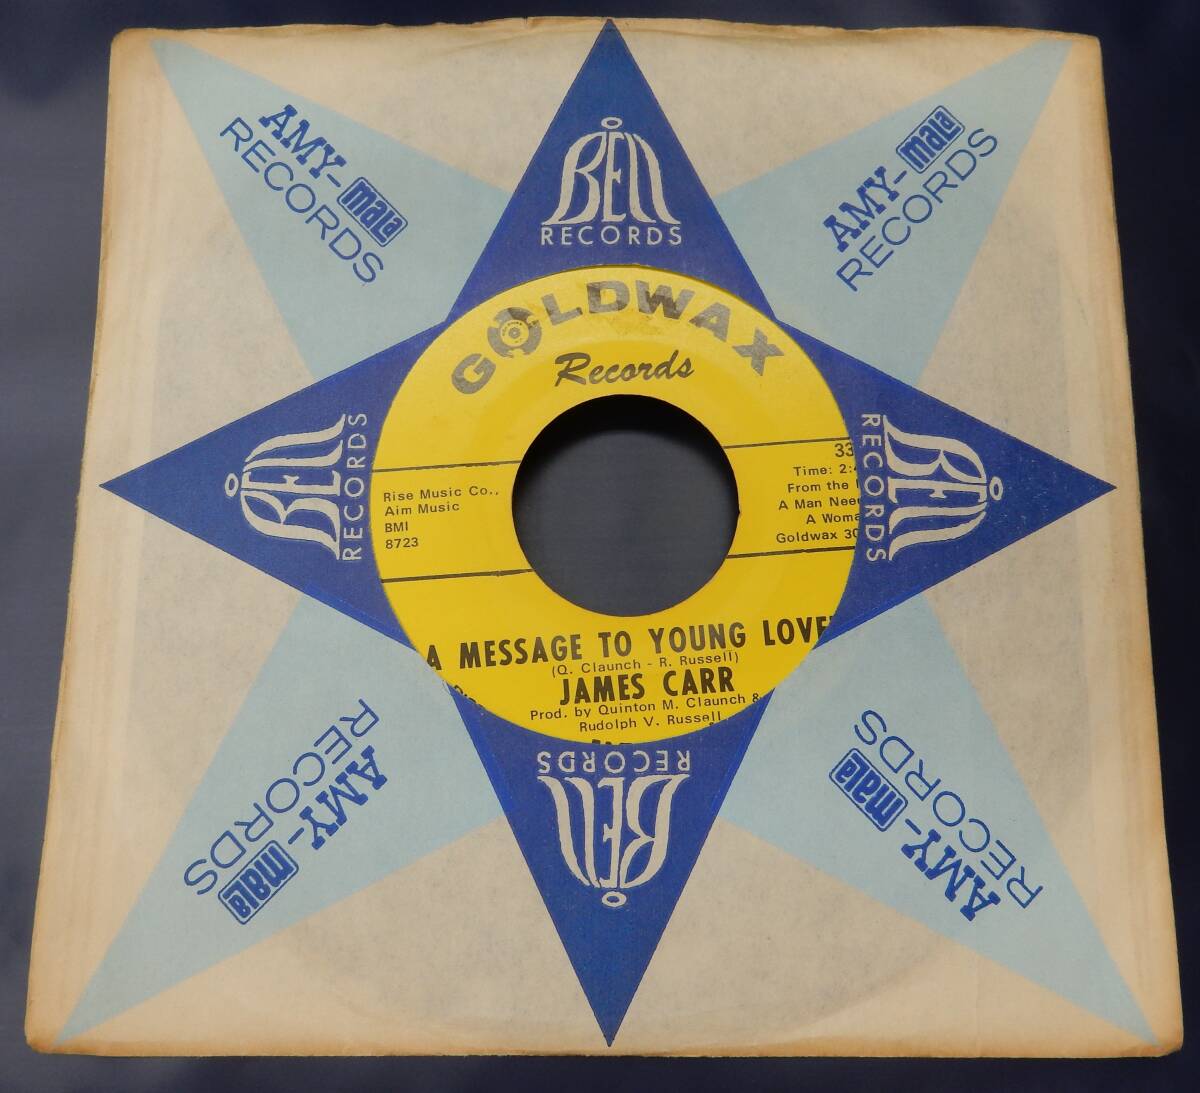 BELL
RECORDS
AMY-mala
RECORDS
AMY-mala
RECORDS
GOLDWAX
Records
BELL
RECORDS
BELL
RECORDS
Rise Music Co.,
Aim Music
BMI
8723
33
Time: 2:
From the
A Man Nee
A Woma
Goldwax 30
A MESSAGE TO YOUNG LOVE
(Q. Claunch - R. Russell)
JAMES CARR
Prod. by Quinton M. Claunch &
Rudolph V. Russell
BELL
RECORDS
AMY-mala
RECORDS
AMY-mala
RECORDS